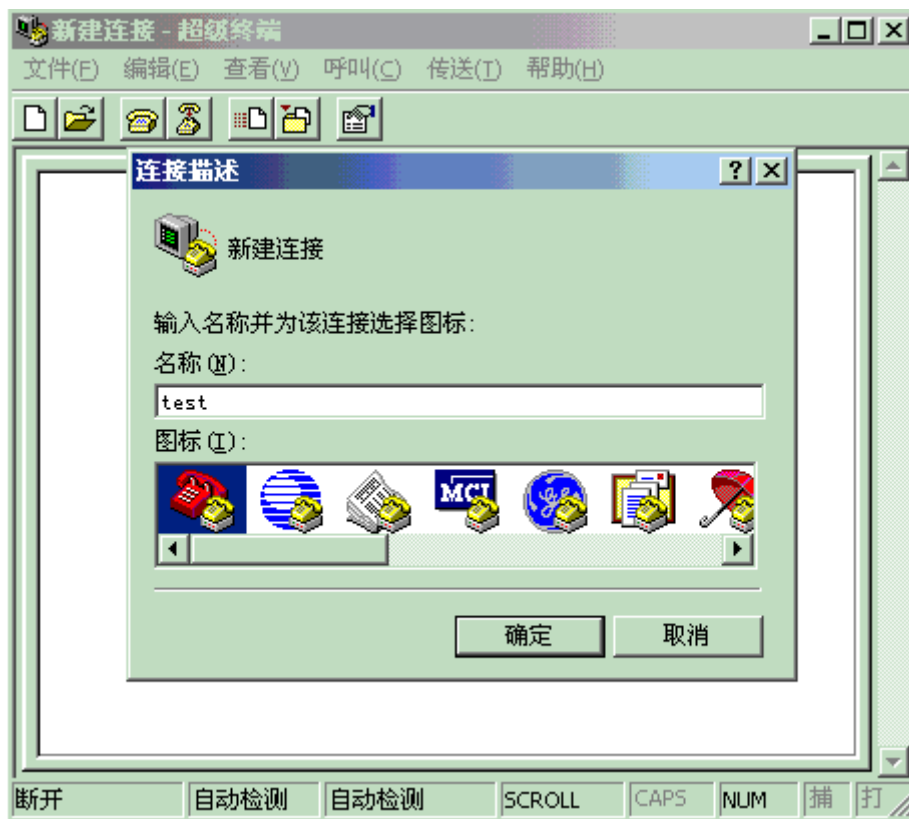 新建连接 - 超级终端
文件(F) 编辑(E) 查看(V) 呼叫(C) 传送(T) 帮助(H)
连接描述
新建连接
输入名称并为该连接选择图标:
名称(N):
test
图标(I):
MCI
确定 取消
断开 自动检测 自动检测 SCROLL CAPS NUM 捕 打